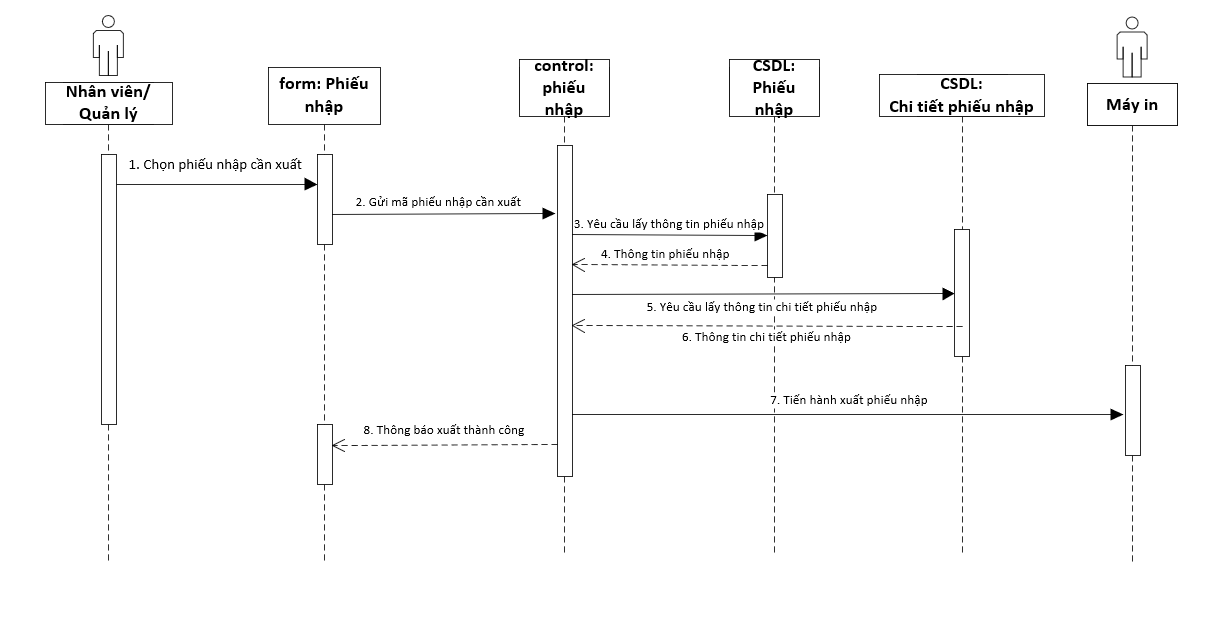 Nhân viên/
Quản lý
form: Phiếu
nhập
control:
phiếu
nhập
CSDL:
Phiếu
nhập
CSDL:
Chi tiết phiếu nhập
Máy in
1. Chọn phiếu nhập cần xuất
2. Gửi mã phiếu nhập cần xuất
3. Yêu cầu lấy thông tin phiếu nhập
4. Thông tin phiếu nhập
5. Yêu cầu lấy thông tin chi tiết phiếu nhập
6. Thông tin chi tiết phiếu nhập
7. Tiến hành xuất phiếu nhập
8. Thông báo xuất thành công